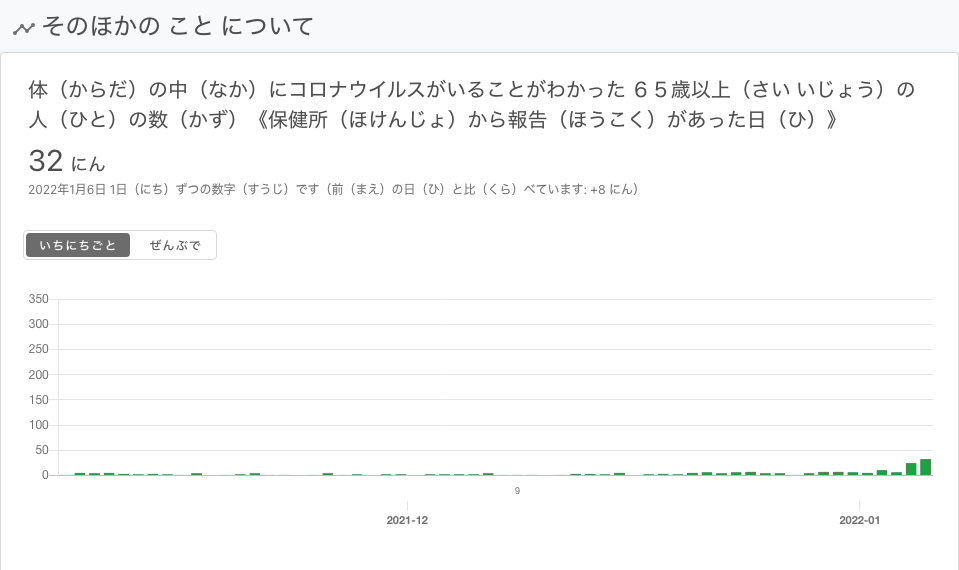 そのほかの こと について
体（からだ）の中（なか）にコロナウイルスがいることがわかった ６５歳以上（さい いじょう）の
人（ひと）の数（かず）《保健所（ほけんじょ）から報告（ほうこく）があった日（ひ）》
32 にん
2022年1月6日 1日（にち）ずつの数字（すうじ）です（前（まえ）の日（ひ）と比（くら）べています: +8 にん）
いちにちごと ぜんぶで
350
300
250
200
150
100
50
0
9
2021-12 2022-01